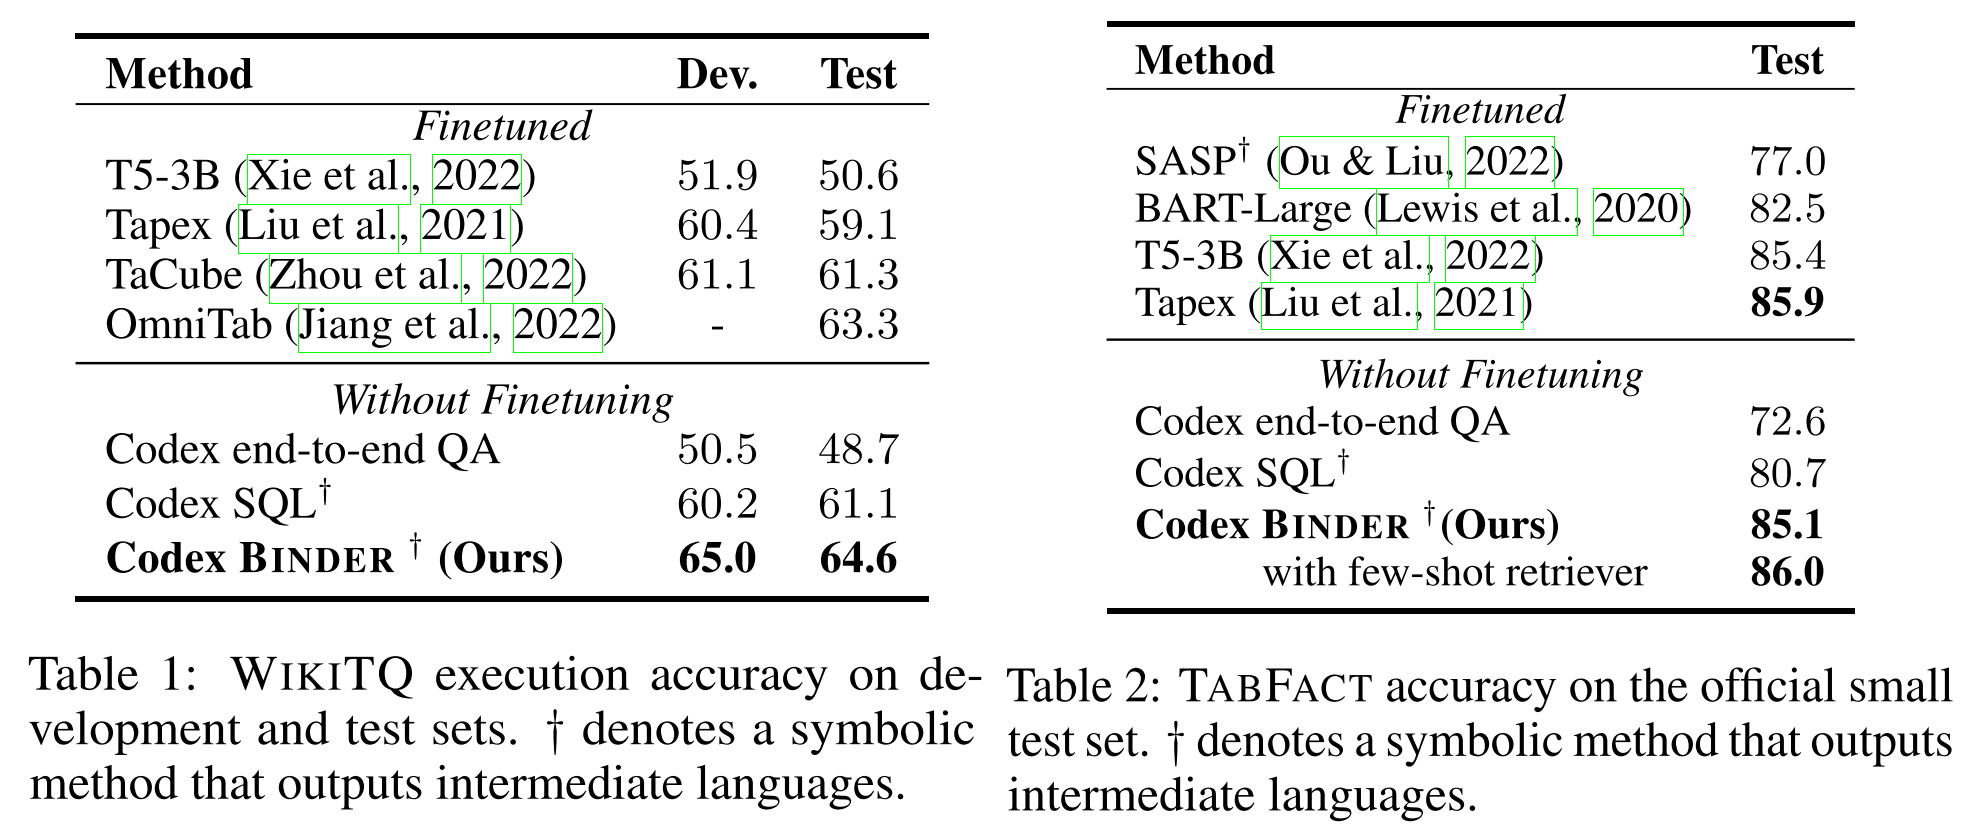 Method Dev. Test
Finetuned
T5-3B (Xie et al., 2022) 51.9 50.6
Tapex (Liu et al., 2021) 60.4 59.1
TaCube (Zhou et al., 2022) 61.1 61.3
OmniTab (Jiang et al., 2022) - 63.3
Without Finetuning
Codex end-to-end QA 50.5 48.7
Codex SQL† 60.2 61.1
Codex BINDER † (Ours) 65.0 64.6
Table 1: WIKITQ execution accuracy on de-
velopment and test sets. † denotes a symbolic
method that outputs intermediate languages.
Method Test
Finetuned
SASP† (Ou & Liu, 2022) 77.0
BART-Large (Lewis et al., 2020) 82.5
T5-3B (Xie et al., 2022) 85.4
Tapex (Liu et al., 2021) 85.9
Without Finetuning
Codex end-to-end QA 72.6
Codex SQL† 80.7
Codex BINDER †(Ours) 85.1
with few-shot retriever 86.0
Table 2: TABFACT accuracy on the official small
test set. † denotes a symbolic method that outputs
intermediate languages.